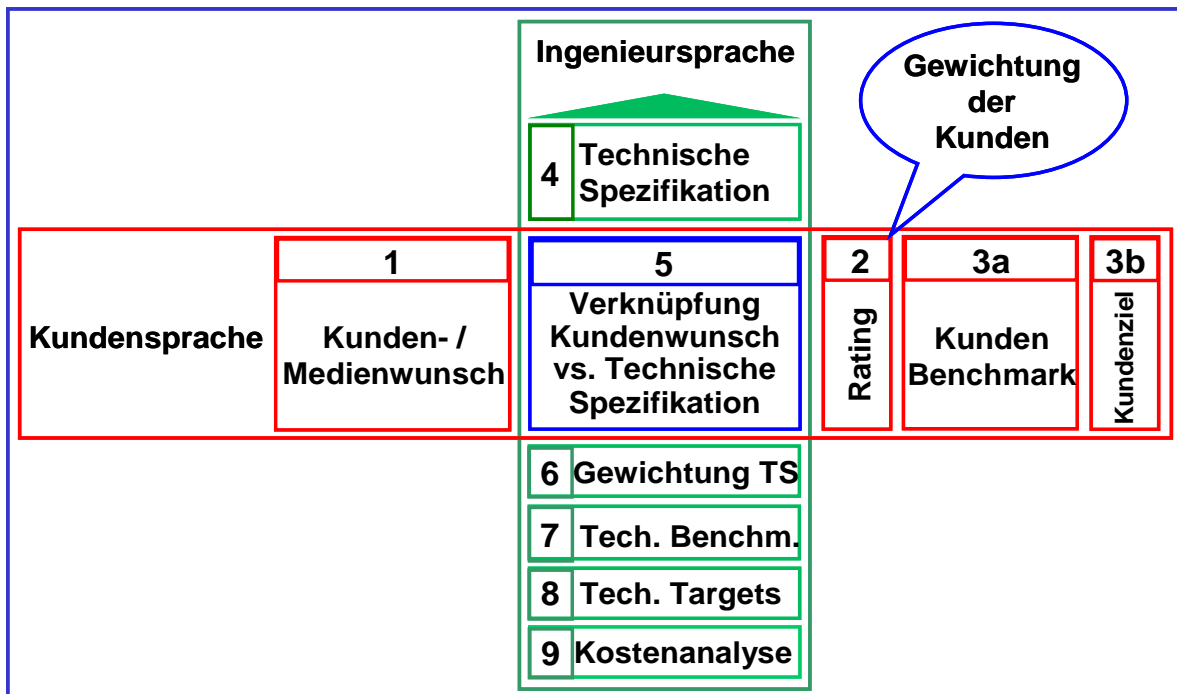 Ingenieursprache
Gewichtung
der
Kunden
4
Technische
Spezifikation
Kundensprache
1
Kunden- /
Medienwunsch
5
Verknüpfung
Kundenwunsch
vs. Technische
Spezifikation
2
Rating
3a
Kunden
Benchmark
3b
Kundenziel
6 Gewichtung TS
7 Tech. Benchm.
8 Tech. Targets
9 Kostenanalyse